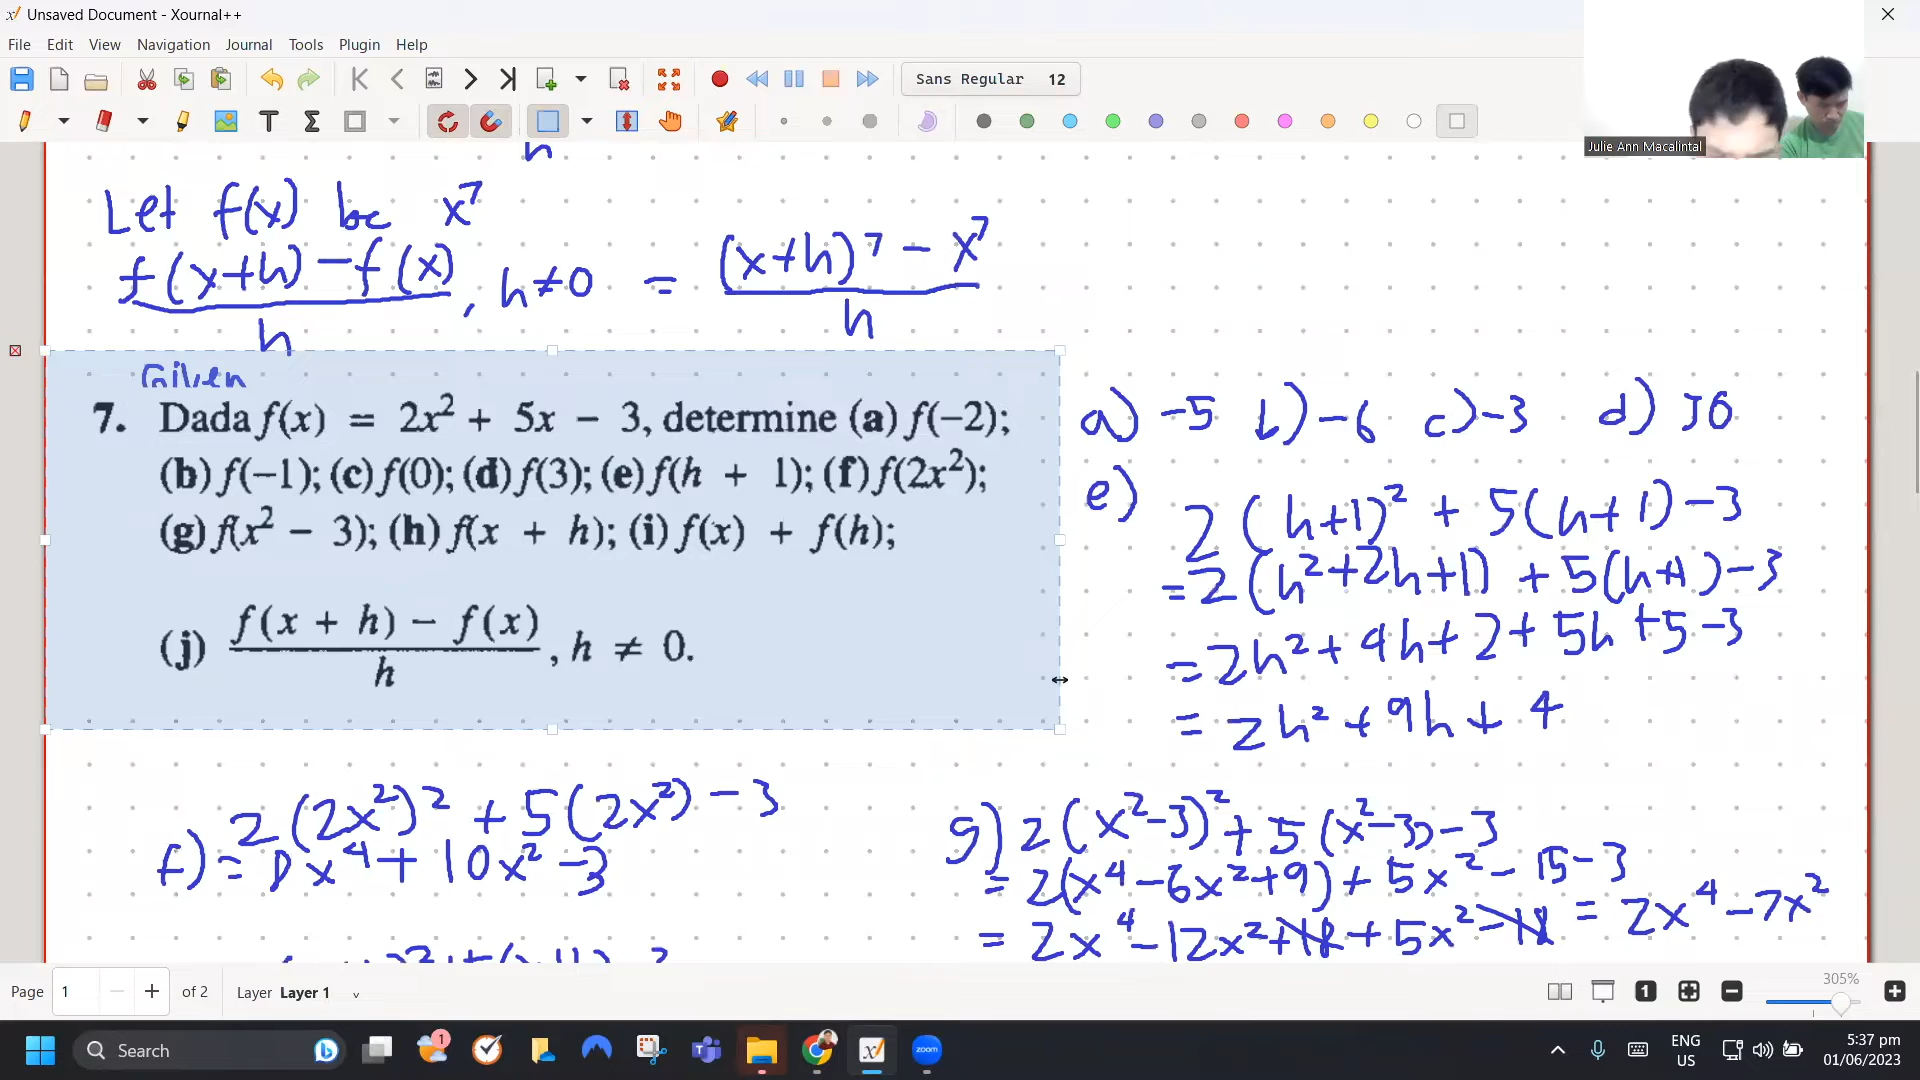 Unsaved Document - Xournal++
File Edit View Navigation Journal Tools Plugin Help
Sans Regular 12
Julie Ann Macalintal
h
Let f(x) be x⁷
f(x+h) - f(x) / h , h≠0 = (x+h)⁷ - x⁷ / h
Given
7. Dada f(x) = 2x² + 5x − 3, determine (a) f(−2);
(b) f(−1); (c) f(0); (d) f(3); (e) f(h + 1); (f) f(2x²);
(g) f(x² − 3); (h) f(x + h); (i) f(x) + f(h);
(j) f(x + h) − f(x) / h , h ≠ 0.
a) -5 b) -6 c) -3 d) 30
e) 2(h+1)² + 5(h+1) -3
= 2(h²+2h+1) + 5(h+1) -3
= 2h² + 4h + 2 + 5h + 5 - 3
= 2h² + 9h + 4
2(2x²)² + 5(2x²) - 3
f) = 8x⁴ + 10x² - 3
g) 2(x²-3)² + 5(x²-3) - 3
= 2(x⁴ - 6x² + 9) + 5x² - 15 - 3
= 2x⁴ - 12x² + 18 + 5x² - 18 = 2x⁴ - 7x²
Page 1 of 2 Layer Layer 1
305%
1
Search
1
zoom
ENG
US
5:37 pm
01/06/2023